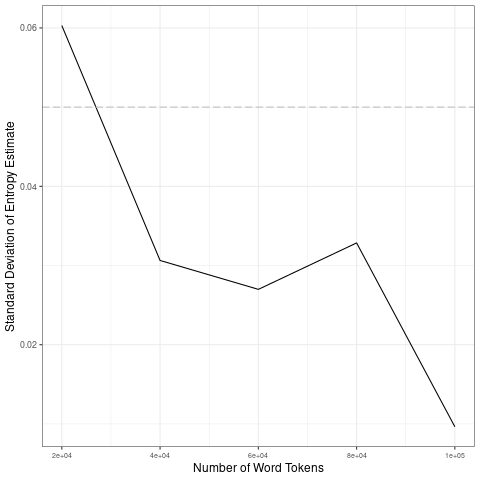 Standard Deviation of Entropy Estimate
0.06
0.04
0.02
2e+04 4e+04 6e+04 8e+04 1e+05
Number of Word Tokens